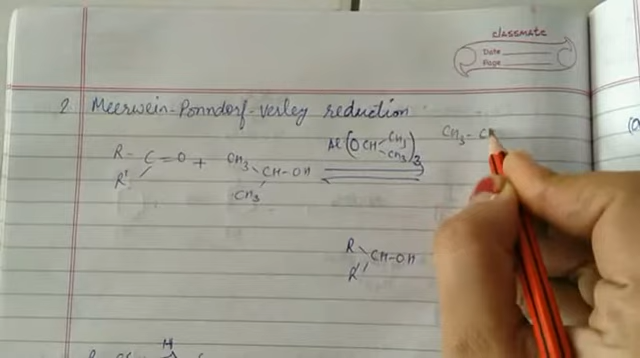 classmate
Date
Page
2 Meerwein-Ponndorf-verley reduction
R- R' C=O + CH3 CH3 CH-OH Al(OCH CH3 CH3)3 CH3-CH
R R' CH-OH
H